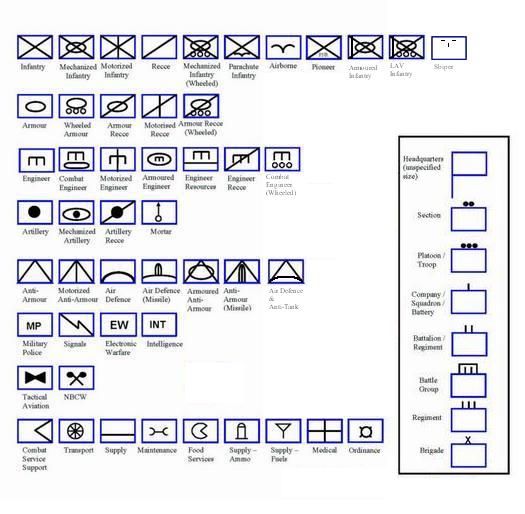 Infantry
Mechanized
Infantry
Motorized
Infantry
Recce
Mechanized
Infantry
(Wheeled)
Parachute
Infantry
Airborne
Pioneer
Armoured
Infantry
LAV
Infantry
Sniper
Armour
Wheeled
Armour
Armour
Recce
Motorised
Recce
Armour Recce
(Wheeled)
Engineer
Combat
Engineer
Motorized
Engineer
Armoured
Engineer
Engineer
Resources
Engineer
Recce
Combat
Engineer
(Wheeled)
Artillery
Mechanized
Artillery
Artillery
Recce
Mortar
Anti-
Armour
Motorized
Anti-Armour
Air
Defence
Air Defence
(Missile)
Armoured
Anti-
Armour
Anti-
Armour
(Missile)
Air Defence
&
Anti-Tank
MP
EW
INT
Military
Police
Signals
Electronic
Warfare
Intelligence
Tactical
Aviation
NBCW
Combat
Service
Support
Transport
Supply
Maintenance
Food
Services
Supply –
Ammo
Supply –
Fuels
Medical
Ordinance
Headquarters
(unspecified
size)
Section
Platoon /
Troop
Company /
Squadron /
Battery
Battalion /
Regiment
Battle
Group
Regiment
X
Brigade